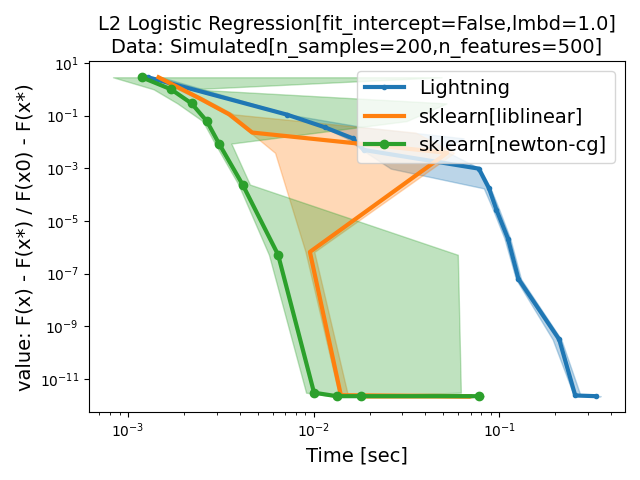 L2 Logistic Regression[fit_intercept=False,lmbd=1.0]
Data: Simulated[n_samples=200,n_features=500]
value: F(x) - F(x*) / F(x0) - F(x*)
10¹
10⁻¹
10⁻³
10⁻⁵
10⁻⁷
10⁻⁹
10⁻¹¹
Lightning
sklearn[liblinear]
sklearn[newton-cg]
10⁻³
10⁻²
10⁻¹
Time [sec]